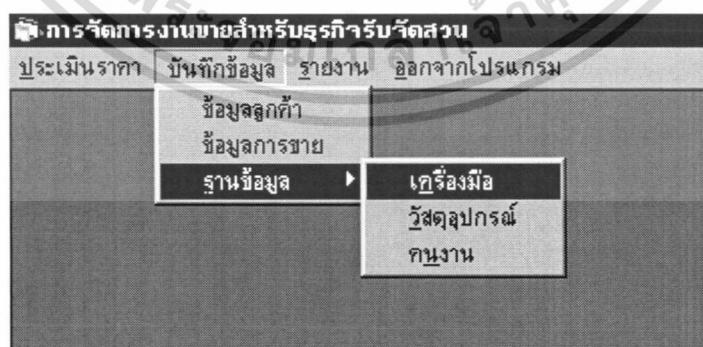 การจัดการงานขายสำหรับธุรกิจรับจัดสวน
ประเมินราคา บันทึกข้อมูล รายงาน ออกจากโปรแกรม
ข้อมูลลูกค้า
ข้อมูลการขาย
ฐานข้อมูล
เครื่องมือ
วัสดุอุปกรณ์
คนงาน